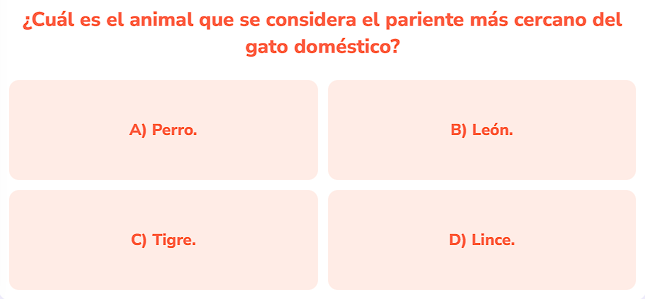 ¿Cuál es el animal que se considera el pariente más cercano del
gato doméstico?
A) Perro.
B) León.
C) Tigre.
D) Lince.